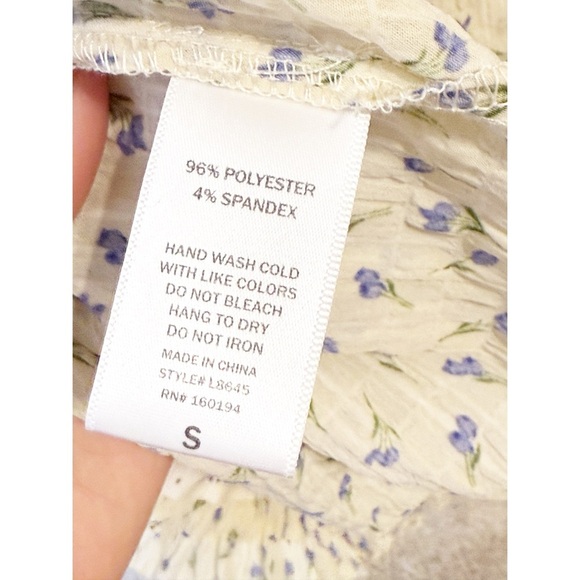 96% POLYESTER
4% SPANDEX
HAND WASH COLD
WITH LIKE COLORS
DO NOT BLEACH
HANG TO DRY
DO NOT IRON
MADE IN CHINA
STYLE# L8645
RN# 160194
S